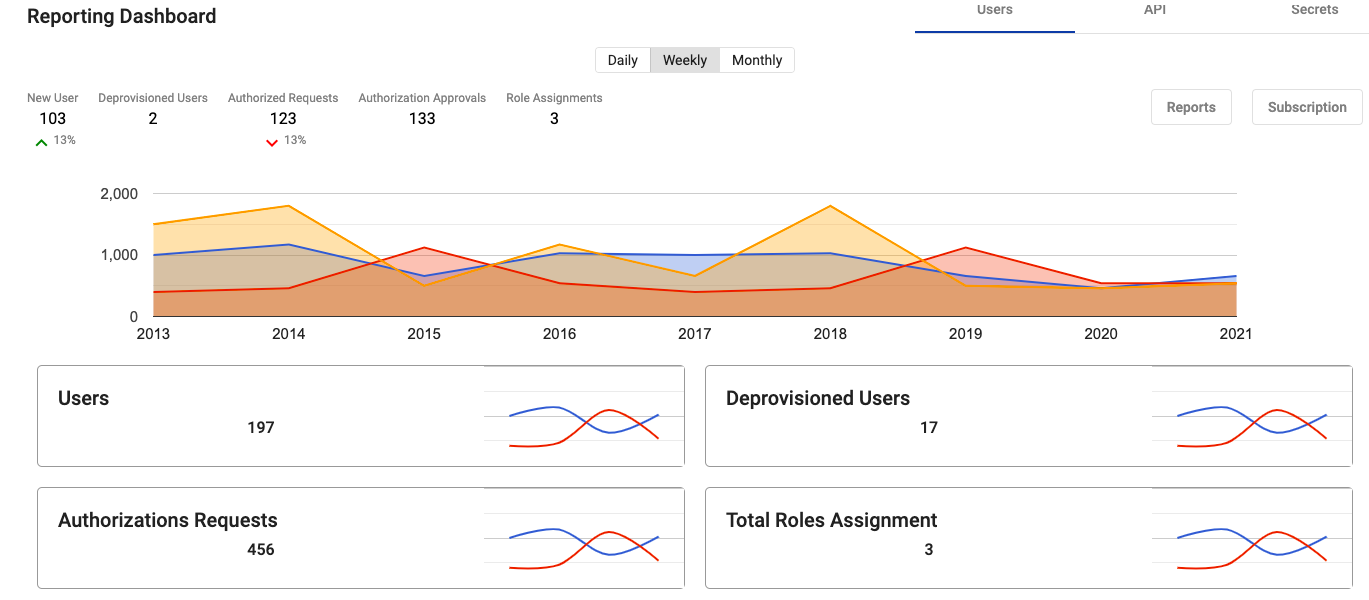 Reporting Dashboard
Users API Secrets
Daily Weekly Monthly
New User Deprovisioned Users Authorized Requests Authorization Approvals Role Assignments
103 2 123 133 3
13% 13%
Reports Subscription
2,000
1,000
0
2013 2014 2015 2016 2017 2018 2019 2020 2021
Users
197
Deprovisioned Users
17
Authorizations Requests
456
Total Roles Assignment
3